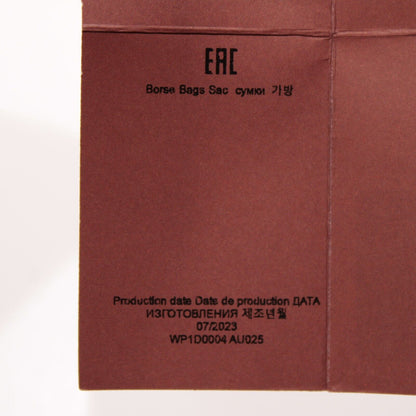 EAC
Borse Bags Sac сумки 가방
Production date Date de production ДАТА
ИЗГОТОВЛЕНИЯ 제조년월
07/2023
WP1D0004 AU025